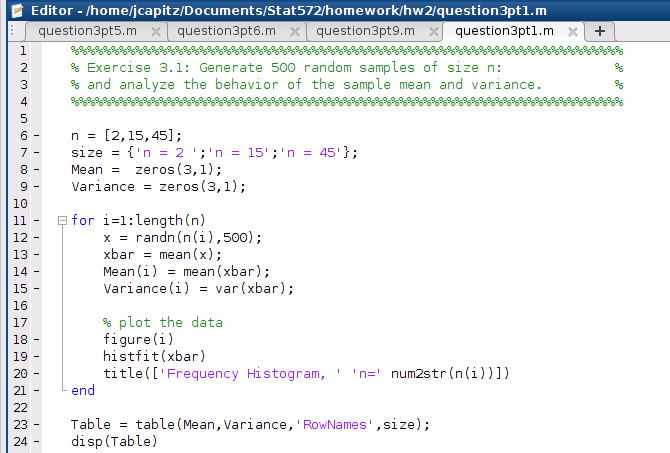 Editor - /home/jcapitz/Documents/Stat572/homework/hw2/question3pt1.m
question3pt5.m × question3pt6.m × question3pt9.m × question3pt1.m × +
1 %%%%%%%%%%%%%%%%%%%%%%%%%%%%%%%%%%%%%%%%%%%%%%%%%%%%%%%%%%%%%%%%%%%
2 % Exercise 3.1: Generate 500 random samples of size n: %
3 % and analyze the behavior of the sample mean and variance. %
4 %%%%%%%%%%%%%%%%%%%%%%%%%%%%%%%%%%%%%%%%%%%%%%%%%%%%%%%%%%%%%%%%%%%
5
6 - n = [2,15,45];
7 - size = {'n = 2 ';'n = 15';'n = 45'};
8 - Mean =  zeros(3,1);
9 - Variance = zeros(3,1);
10
11 - for i=1:length(n)
12 - x = randn(n(i),500);
13 - xbar = mean(x);
14 - Mean(i) = mean(xbar);
15 - Variance(i) = var(xbar);
16
17 % plot the data
18 - figure(i)
19 - histfit(xbar)
20 - title(['Frequency Histogram, ' 'n=' num2str(n(i))])
21 - end
22
23 - Table = table(Mean,Variance,'RowNames',size);
24 - disp(Table)